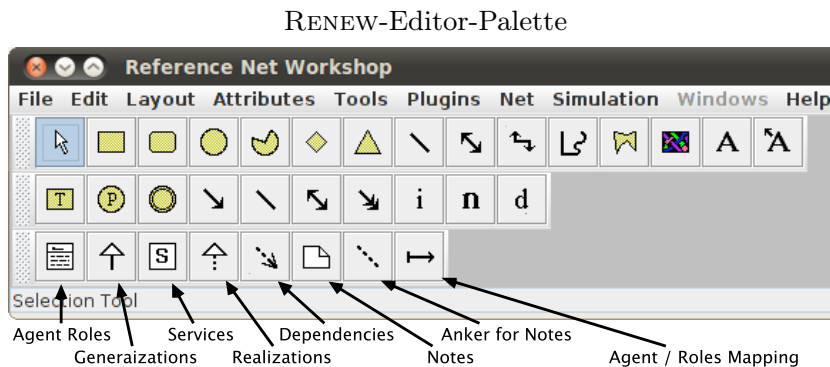 RENEW-Editor-Palette
Reference Net Workshop
File Edit Layout Attributes Tools Plugins Net Simulation Windows Help
A A
T P i n d
S
Selection Tool
Agent Roles Services Dependencies Anker for Notes
Generaizations Realizations Notes Agent / Roles Mapping